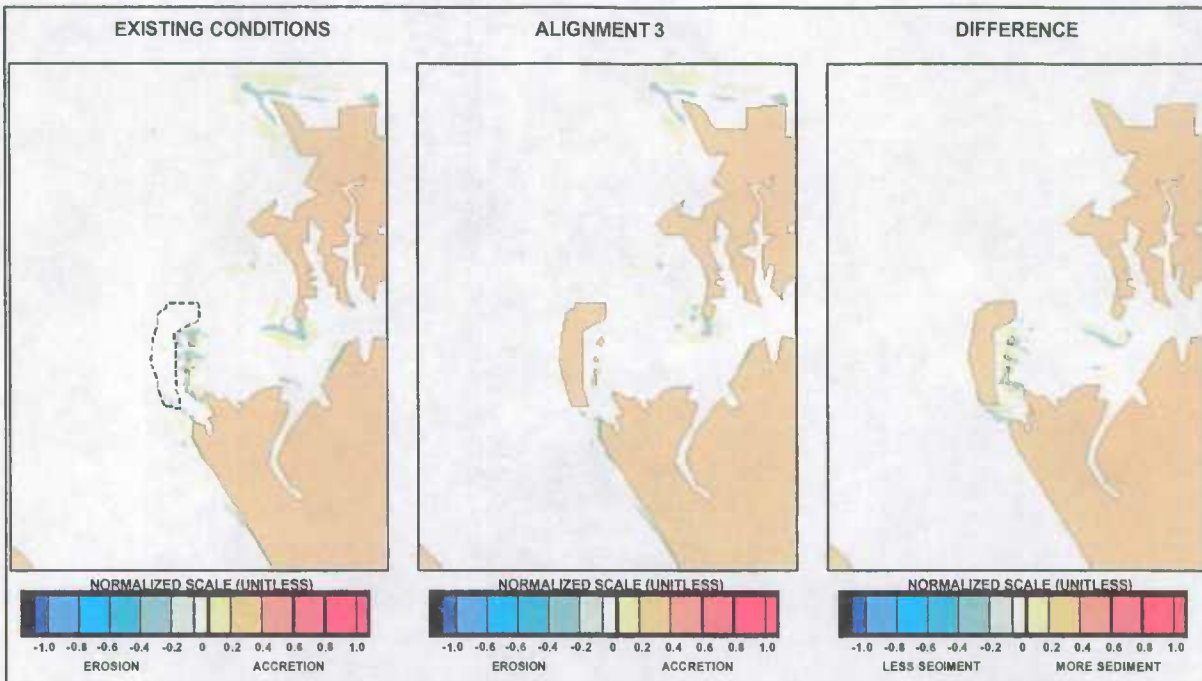 EXISTING CONDITIONS
ALIGNMENT 3
DIFFERENCE
NORMALIZED SCALE (UNITLESS)
-1.0 -0.8 -0.6 -0.4 -0.2 0 0.2 0.4 0.6 0.8 1.0
EROSION ACCRETION
NORMALIZED SCALE (UNITLESS)
-1.0 -0.6 -0.6 -0.4 -0.2 0 0.2 0.4 0.6 0.8 1.0
EROSION ACCRETION
NORMALIZED SCALE (UNITLESS)
-1.0 -0.8 -0.6 -0.4 -0.2 0 0.2 0.4 0.6 0.8 1.0
LESS SEDIMENT MORE SEDIMENT